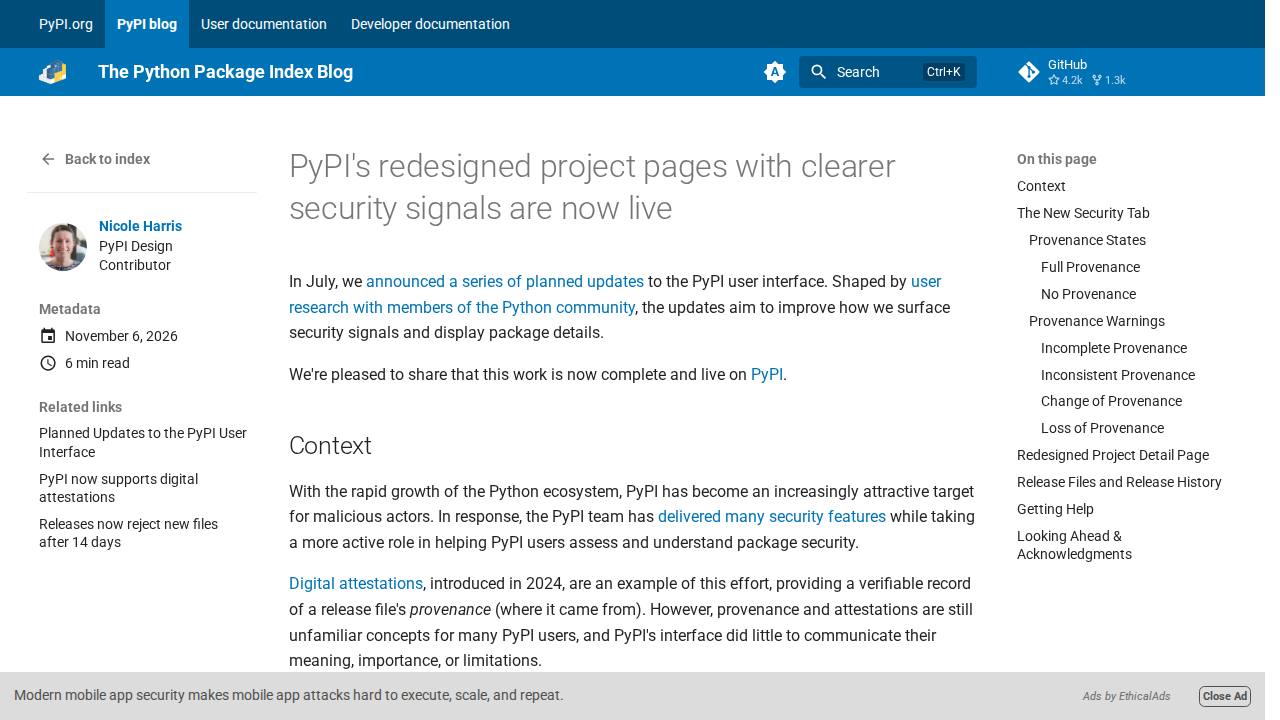 PyPI.org
PyPI blog
User documentation
Developer documentation
The Python Package Index Blog
A
Search
Ctrl+K
GitHub
4.2k
1.3k
Back to index
Nicole Harris
PyPI Design
Contributor
Metadata
November 6, 2026
6 min read
Related links
Planned Updates to the PyPI User
Interface
PyPI now supports digital
attestations
Releases now reject new files
after 14 days
PyPI's redesigned project pages with clearer
security signals are now live
In July, we announced a series of planned updates to the PyPI user interface. Shaped by user
research with members of the Python community, the updates aim to improve how we surface
security signals and display package details.
We're pleased to share that this work is now complete and live on PyPI.
Context
With the rapid growth of the Python ecosystem, PyPI has become an increasingly attractive target
for malicious actors. In response, the PyPI team has delivered many security features while taking
a more active role in helping PyPI users assess and understand package security.
Digital attestations, introduced in 2024, are an example of this effort, providing a verifiable record
of a release file's provenance (where it came from). However, provenance and attestations are still
unfamiliar concepts for many PyPI users, and PyPI's interface did little to communicate their
meaning, importance, or limitations.
On this page
Context
The New Security Tab
Provenance States
Full Provenance
No Provenance
Provenance Warnings
Incomplete Provenance
Inconsistent Provenance
Change of Provenance
Loss of Provenance
Redesigned Project Detail Page
Release Files and Release History
Getting Help
Looking Ahead &
Acknowledgments
Modern mobile app security makes mobile app attacks hard to execute, scale, and repeat.
Ads by EthicalAds
Close Ad